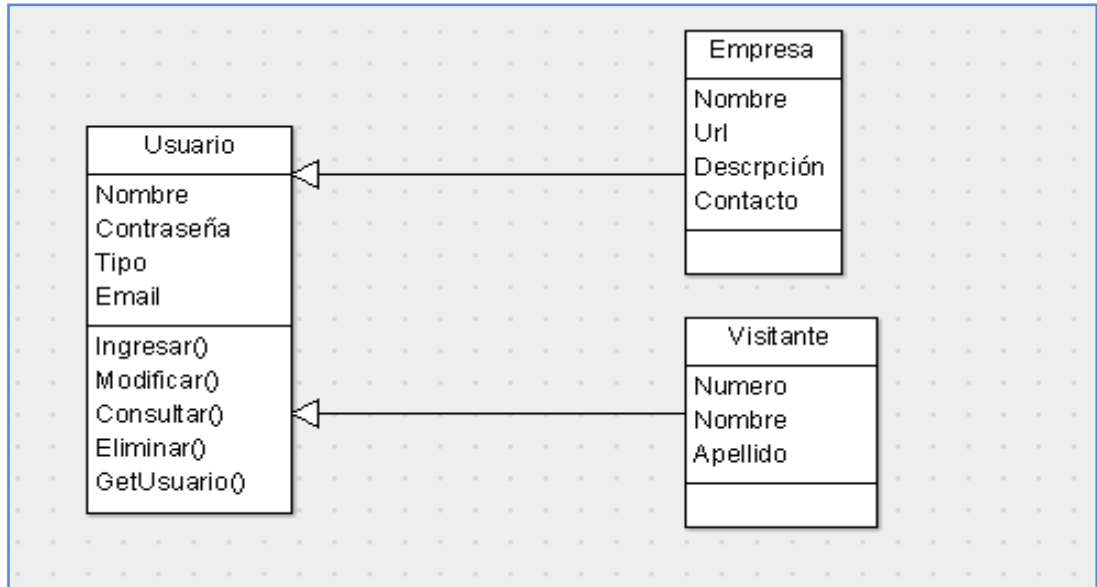 Usuario
Nombre
Contraseña
Tipo
Email
Ingresar()
Modificar()
Consultar()
Eliminar()
GetUsuario()
Empresa
Nombre
Url
Descrpción
Contacto
Visitante
Numero
Nombre
Apellido